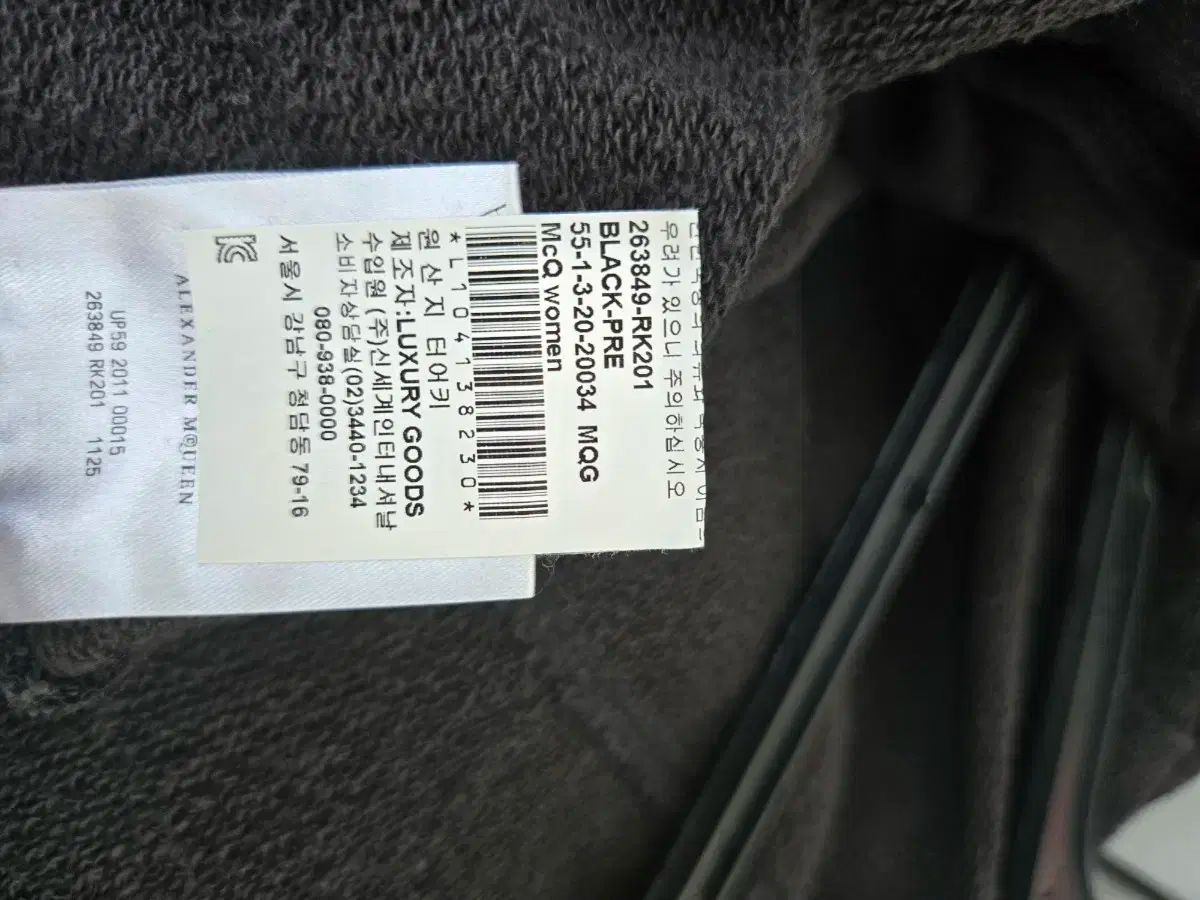 우려가 있으니 주의하십시오
263849-RK201
BLACK-PRE
55-1-3-20-20034 MQG
McQ women
*L1041388230*
원 산 지 터어키
제조자:LUXURY GOODS
수입원 (주)신세계인터내셔날
소비자상담실(02)3440-1234
080-938-0000
서울시 강남구 청담동 79-16
ALEXANDER McQUEEN
UP59 2011 00015
263849 RK201 1125